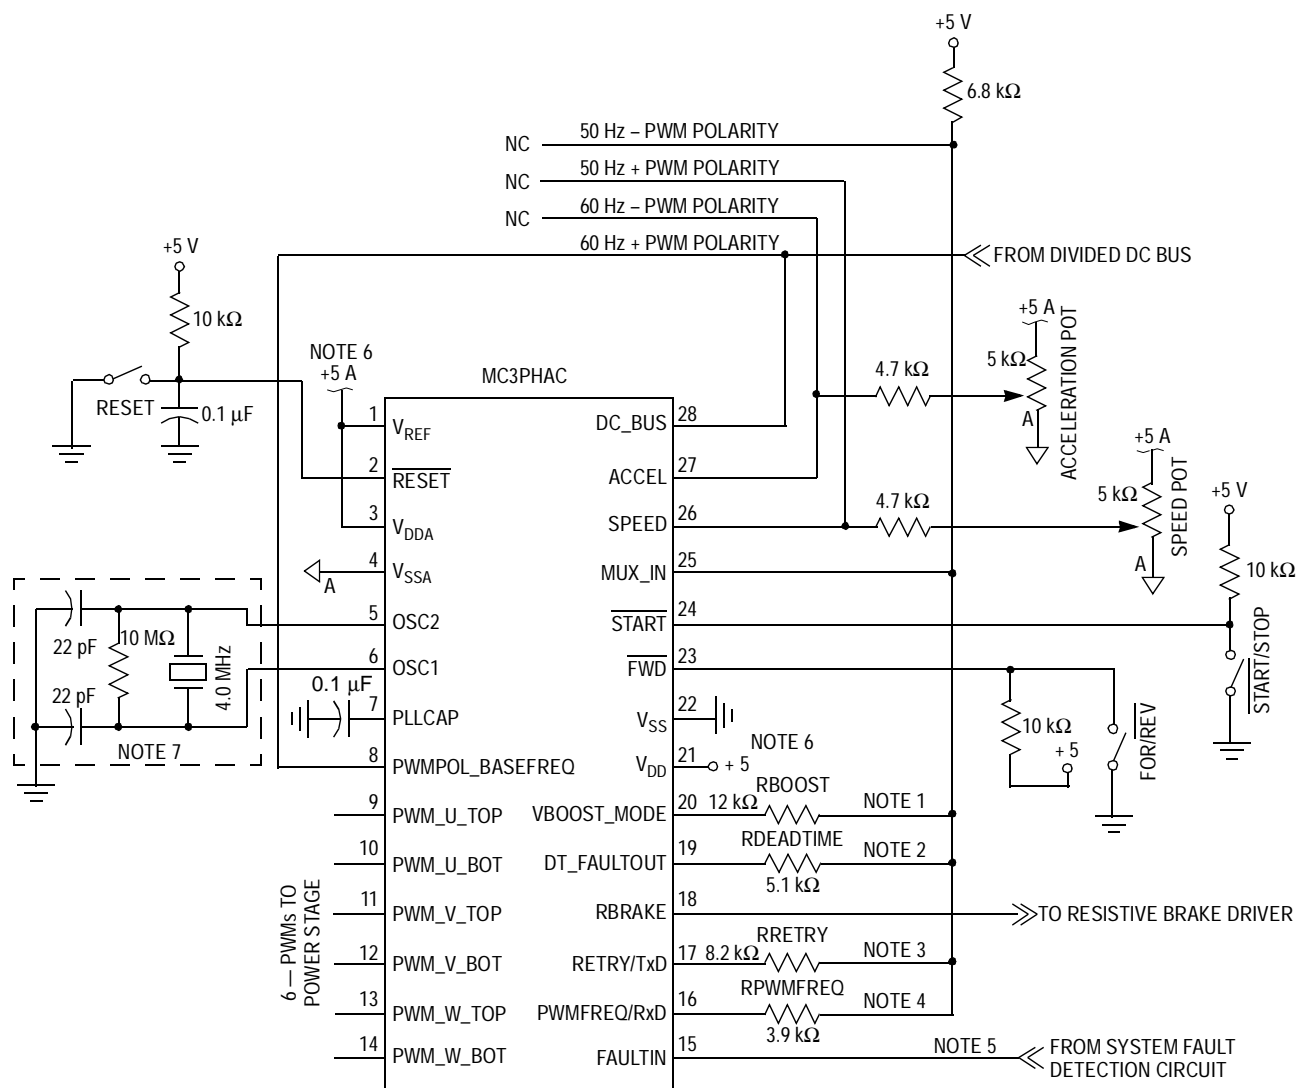 +5 V
6.8 kΩ
NC
50 Hz – PWM POLARITY
NC
50 Hz + PWM POLARITY
NC
60 Hz – PWM POLARITY
60 Hz + PWM POLARITY
FROM DIVIDED DC BUS
+5 V
10 kΩ
RESET
0.1 µF
NOTE 6
+5 A
MC3PHAC
4.7 kΩ
+5 A
5 kΩ
A
ACCELERATION POT
4.7 kΩ
+5 A
5 kΩ
A
SPEED POT
+5 V
10 kΩ
START/STOP
1 VREF
2 RESET
3 VDDA
4 VSSA
A
5 OSC2
6 OSC1
7 PLLCAP
8 PWMPOL_BASEFREQ
9 PWM_U_TOP
10 PWM_U_BOT
11 PWM_V_TOP
12 PWM_V_BOT
13 PWM_W_TOP
14 PWM_W_BOT
22 pF
10 MΩ
4.0 MHz
22 pF
NOTE 7
0.1 µF
6 — PWMs TO
POWER STAGE
DC_BUS 28
ACCEL 27
SPEED 26
MUX_IN 25
START 24
FWD 23
10 kΩ
+ 5
FOR/REV
VSS 22
NOTE 6
VDD 21 + 5
RBOOST
VBOOST_MODE 20 12 kΩ NOTE 1
RDEADTIME
DT_FAULTOUT 19 NOTE 2
5.1 kΩ
RBRAKE 18 TO RESISTIVE BRAKE DRIVER
RRETRY
RETRY/TxD 17 8.2 kΩ NOTE 3
RPWMFREQ
PWMFREQ/RxD 16 NOTE 4
3.9 kΩ
FAULTIN 15 NOTE 5 FROM SYSTEM FAULT
DETECTION CIRCUIT